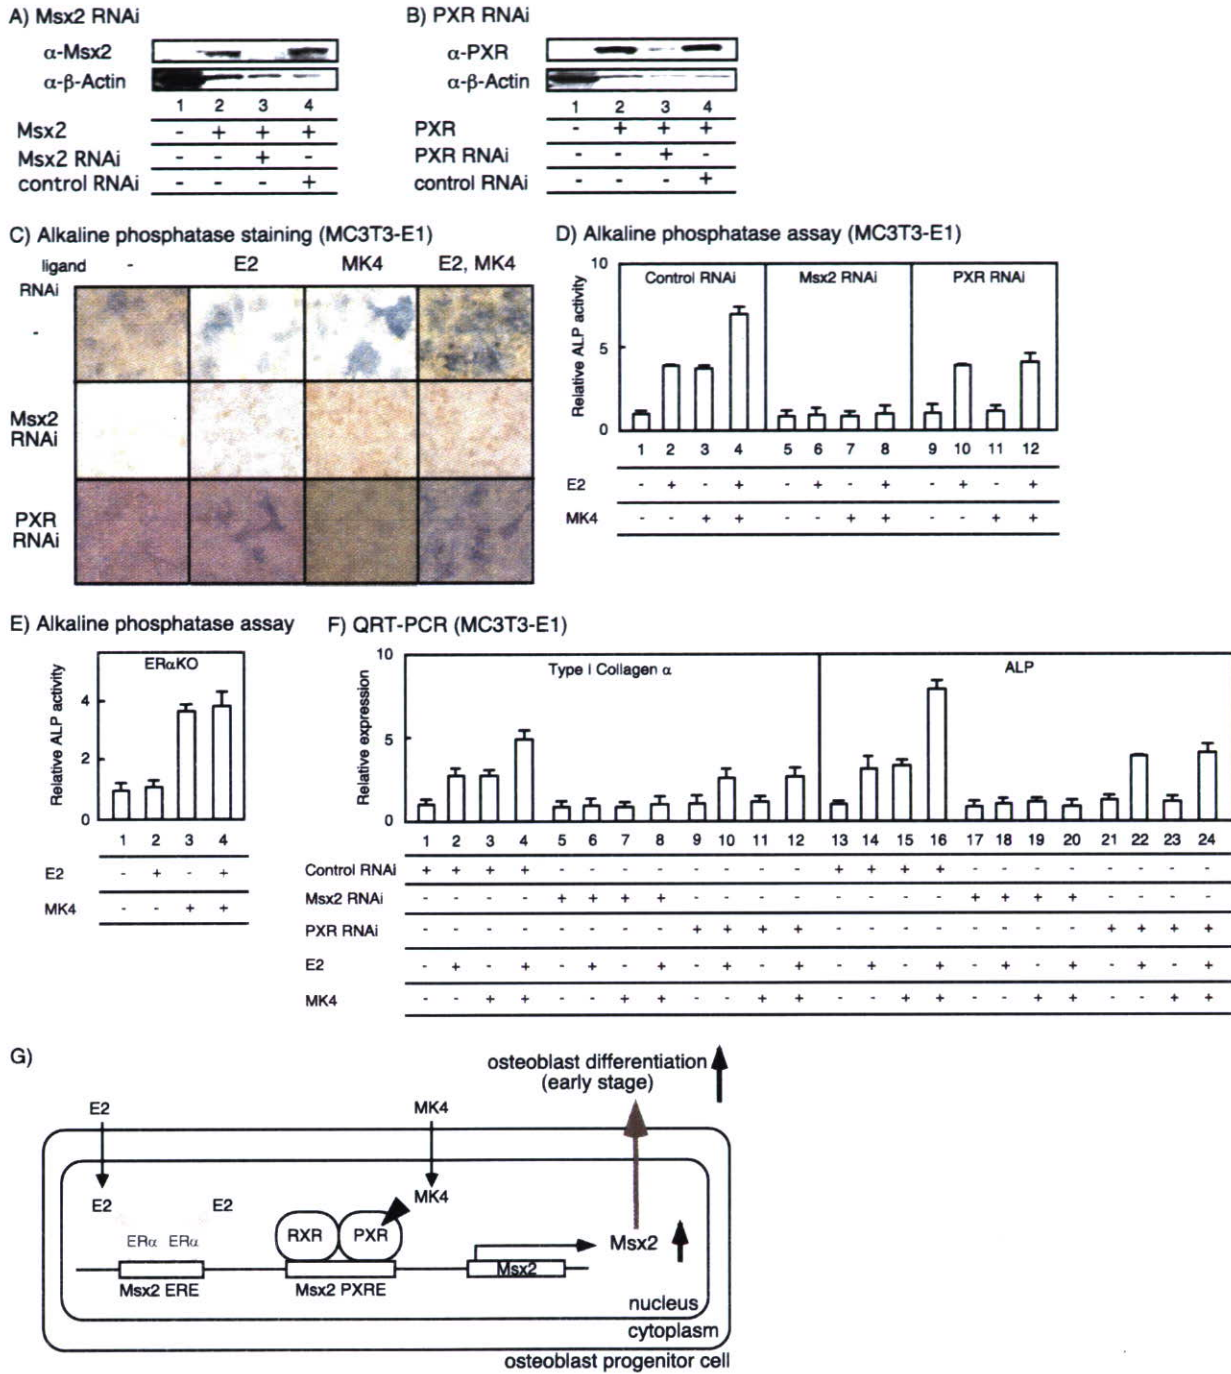 A) Msx2 RNAi
α-Msx2
α-β-Actin
1 2 3 4
Msx2 - + + +
Msx2 RNAi - - + -
control RNAi - - - +
B) PXR RNAi
α-PXR
α-β-Actin
1 2 3 4
PXR - + + +
PXR RNAi - - + -
control RNAi - - - +
C) Alkaline phosphatase staining (MC3T3-E1)
ligand - E2 MK4 E2, MK4
RNAi
-
Msx2
RNAi
PXR
RNAi
D) Alkaline phosphatase assay (MC3T3-E1)
Relative ALP activity
10
5
0
Control RNAi Msx2 RNAi PXR RNAi
1 2 3 4 5 6 7 8 9 10 11 12
E2 - + - + - + - + - + - +
MK4 - - + + - - + + - - + +
E) Alkaline phosphatase assay
ERαKO
Relative ALP activity
4
2
0
1 2 3 4
E2 - + - +
MK4 - - + +
F) QRT-PCR (MC3T3-E1)
Relative expression
10
5
0
Type I Collagen α ALP
1 2 3 4 5 6 7 8 9 10 11 12 13 14 15 16 17 18 19 20 21 22 23 24
Control RNAi + + + + - - - - - - - - + + + + - - - - - - - -
Msx2 RNAi - - - - + + + + - - - - - - - - + + + + - - - -
PXR RNAi - - - - - - - - + + + + - - - - - - - - + + + +
E2 - + - + - + - + - + - + - + - + - + - + - + - +
MK4 - - + + - - + + - - + + - - + + - - + + - - + +
G)
osteoblast differentiation
(early stage)
E2 MK4
E2 E2 MK4
ERα ERα RXR PXR
Msx2
Msx2
Msx2 ERE Msx2 PXRE
nucleus
cytoplasm
osteoblast progenitor cell